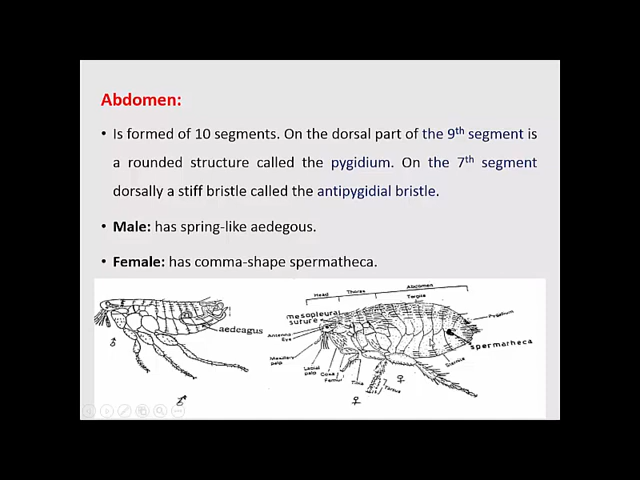 Abdomen:
• Is formed of 10 segments. On the dorsal part of the 9th segment is
a rounded structure called the pygidium. On the 7th segment
dorsally a stiff bristle called the antipygidial bristle.
• Male: has spring-like aedegous.
• Female: has comma-shape spermatheca.
Head Thorax Abdomen
Terga
mesopleural
suture
Pygidium
Antenna
Eye
aedeagus
spermatheca
Maxillary
palp
Labial
palp
Coxa
Femur
Tibia
Tarsus
Sterna
♂
♀
♀
♂